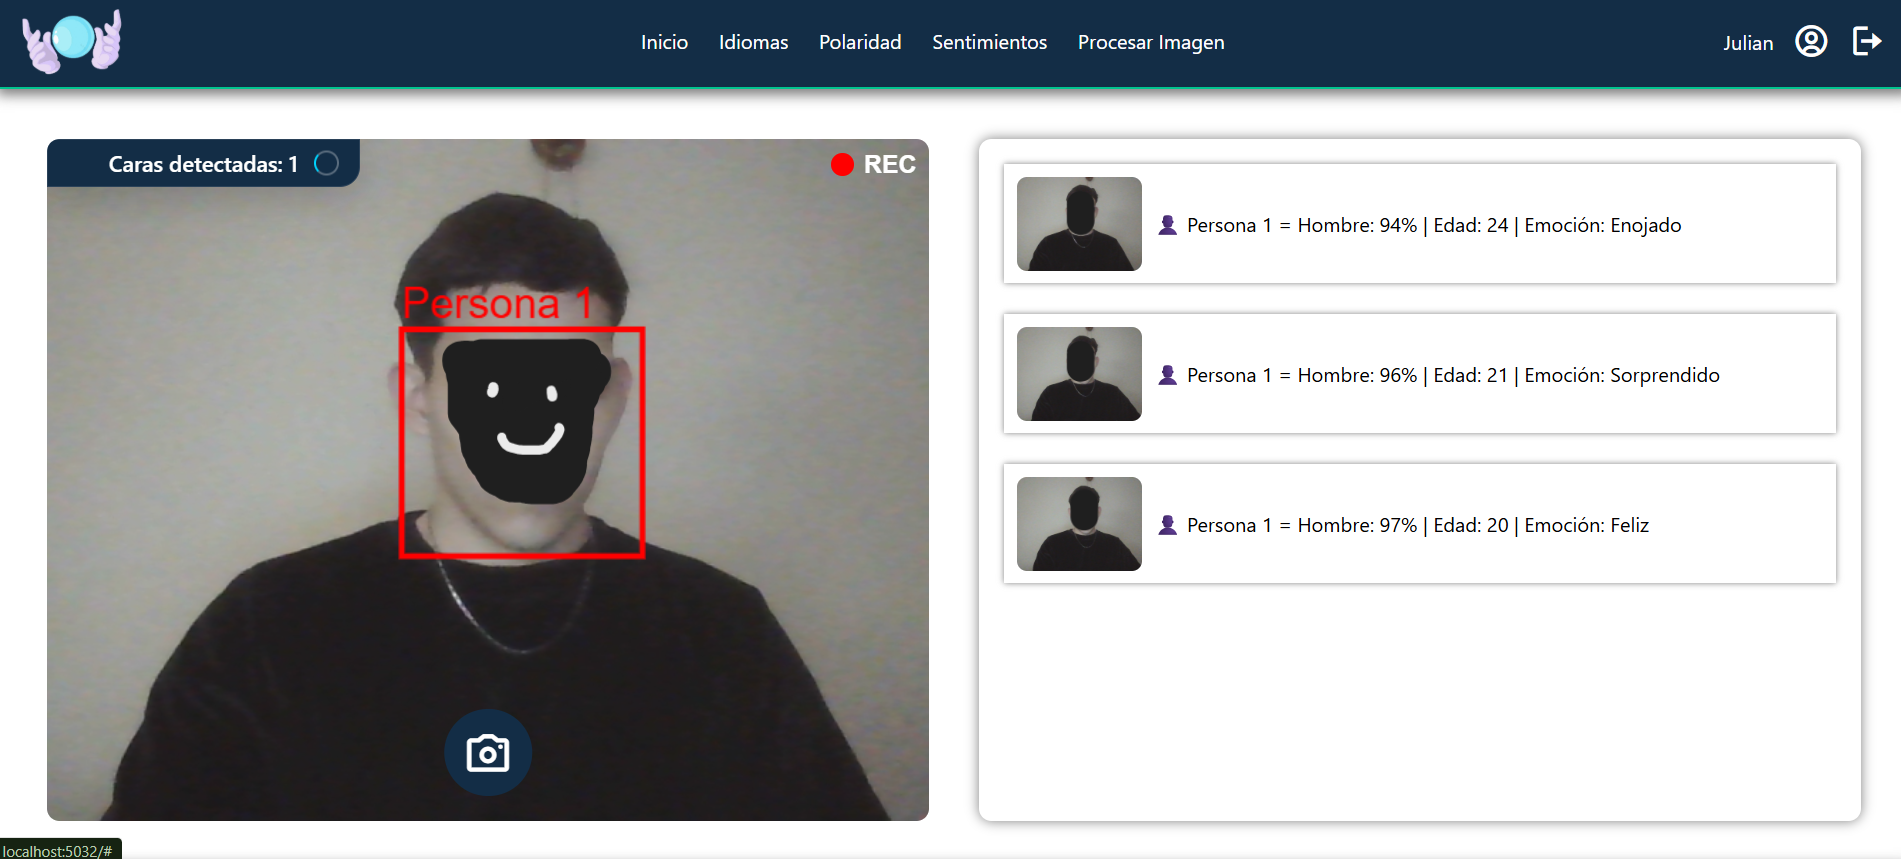 Inicio Idiomas Polaridad Sentimientos Procesar Imagen Julian
Caras detectadas: 1
REC
Persona 1
Persona 1 = Hombre: 94% | Edad: 24 | Emoción: Enojado
Persona 1 = Hombre: 96% | Edad: 21 | Emoción: Sorprendido
Persona 1 = Hombre: 97% | Edad: 20 | Emoción: Feliz
localhost:5032/#